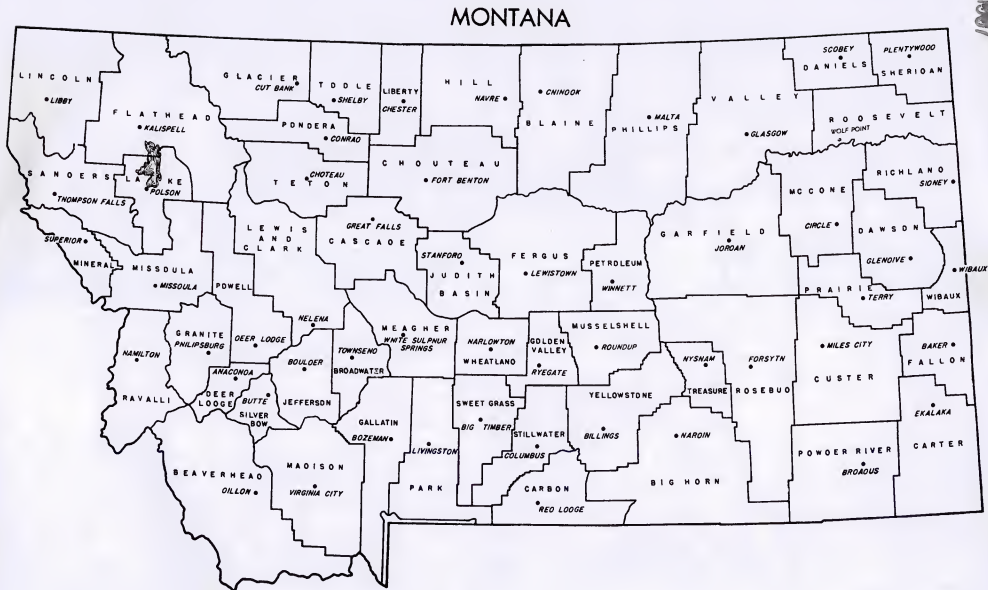 MONTANA
LINCOLN
LIBBY
FLATHEAD
KALISPELL
GLACIER
CUT BANK
TODDLE
SHELBY
LIBERTY
CHESTER
HILL
NAVRE
CHINOOK
BLAINE
MALTA
PHILLIPS
VALLEY
GLASGOW
SCOBEY
DANIELS
PLENTYWOOD
SHERIDAN
ROOSEVELT
WOLF POINT
PONDERA
CONRAD
CHOUTEAU
FORT BENTON
CHOTEAU
TETON
SANDERS
THOMPSON FALLS
LAKE
POLSON
RICHLAND
SIDNEY
MCCONE
CIRCLE
DAWSON
GLENDIVE
WIBAUX
WIBAUX
PRAIRIE
TERRY
GARFIELD
JORDAN
LEWIS
AND
CLARK
GREAT FALLS
CASCADE
STANFORD
JUDITH
BASIN
FERGUS
LEWISTOWN
PETROLEUM
WINNETT
SUPERIOR
MINERAL
MISSOULA
MISSOULA
POWELL
HELENA
GRANITE
PHILIPSBURG
DEER LODGE
HAMILTON
RAVALLI
ANACONDA
DEER
LODGE
BUTTE
SILVER
BOW
BOULDER
JEFFERSON
TOWNSEND
BROADWATER
MEAGHER
WHITE SULPHUR
SPRINGS
HARLOWTON
WHEATLAND
GOLDEN
VALLEY
RYEGATE
MUSSELSHELL
ROUNDUP
NYSHAM
TREASURE
FORSYTH
ROSEBUD
MILES CITY
CUSTER
BAKER
FALLON
EKALAKA
CARTER
POWDER RIVER
BROADUS
YELLOWSTONE
BILLINGS
HARDIN
BIG HORN
SWEET GRASS
BIG TIMBER
STILLWATER
COLUMBUS
CARBON
RED LODGE
GALLATIN
BOZEMAN
LIVINGSTON
PARK
MADISON
VIRGINIA CITY
BEAVERHEAD
DILLON